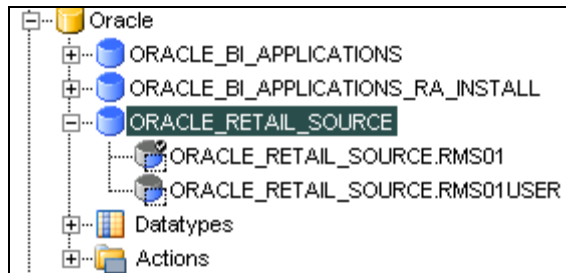 Oracle
ORACLE_BI_APPLICATIONS
ORACLE_BI_APPLICATIONS_RA_INSTALL
ORACLE_RETAIL_SOURCE
ORACLE_RETAIL_SOURCE.RMS01
ORACLE_RETAIL_SOURCE.RMS01USER
Datatypes
Actions